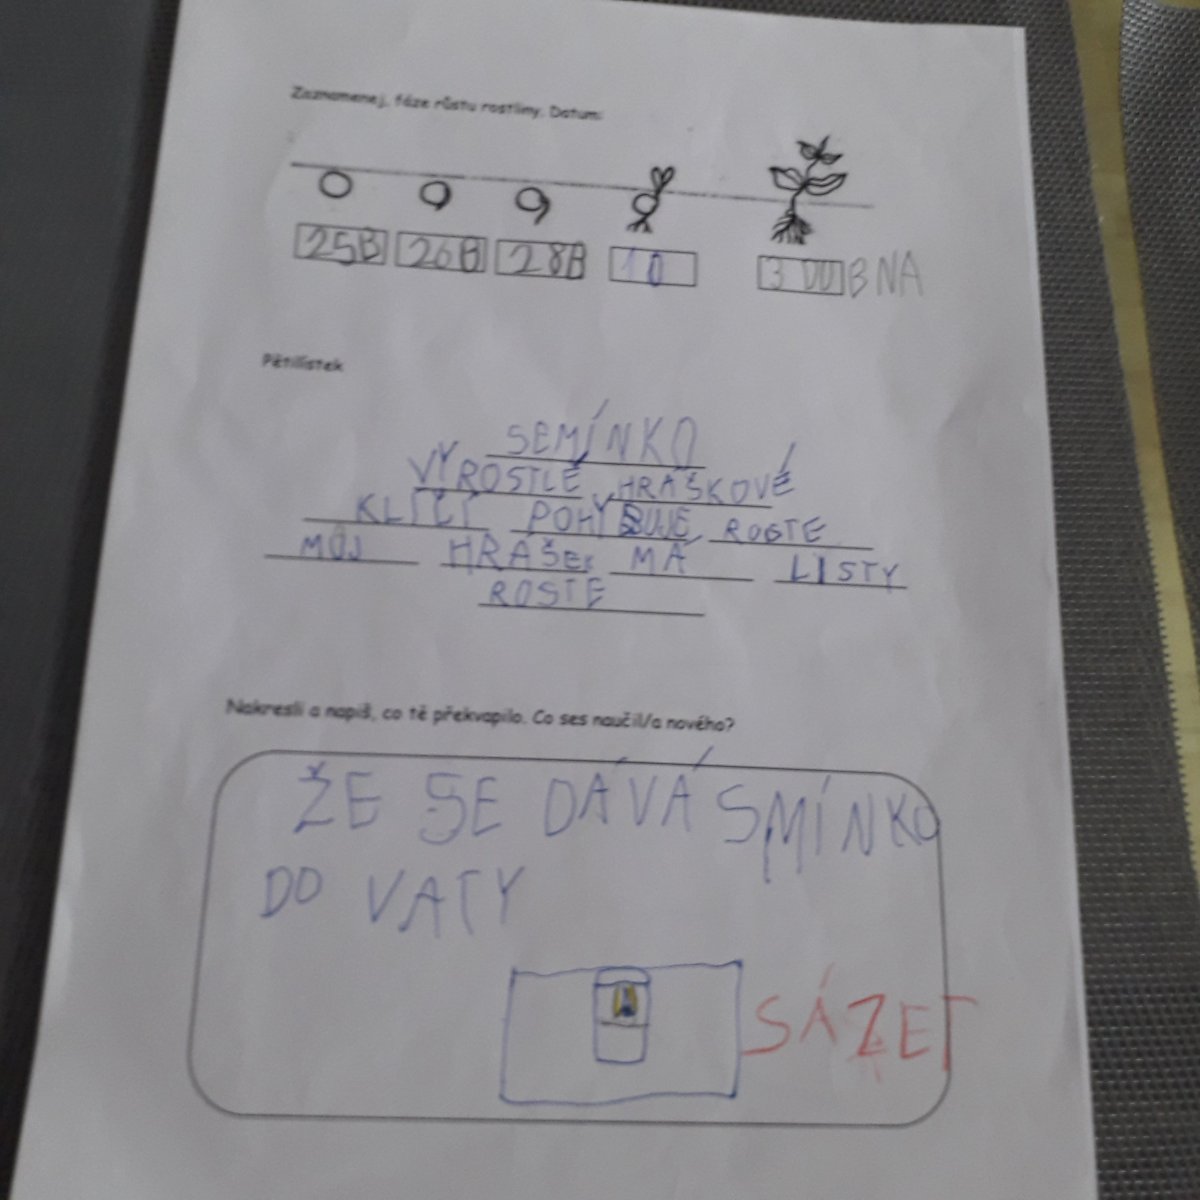 Zaznamenej, fáze růstu rostliny. Datum:
25B 26B 28B 10 3 DUBNA
Pětilístek
SEMÍNKO
VYROSTLÉ HRÁŠKOVÉ
KLÍČÍ POHYBUJE ROSTE
MŮJ HRÁŠEK MÁ LISTY
ROSTE
Nakresli a napiš, co tě překvapilo. Co ses naučil/a nového?
ŽE SE DÁVÁ SMÍNKO
DO VATY
SÁZET